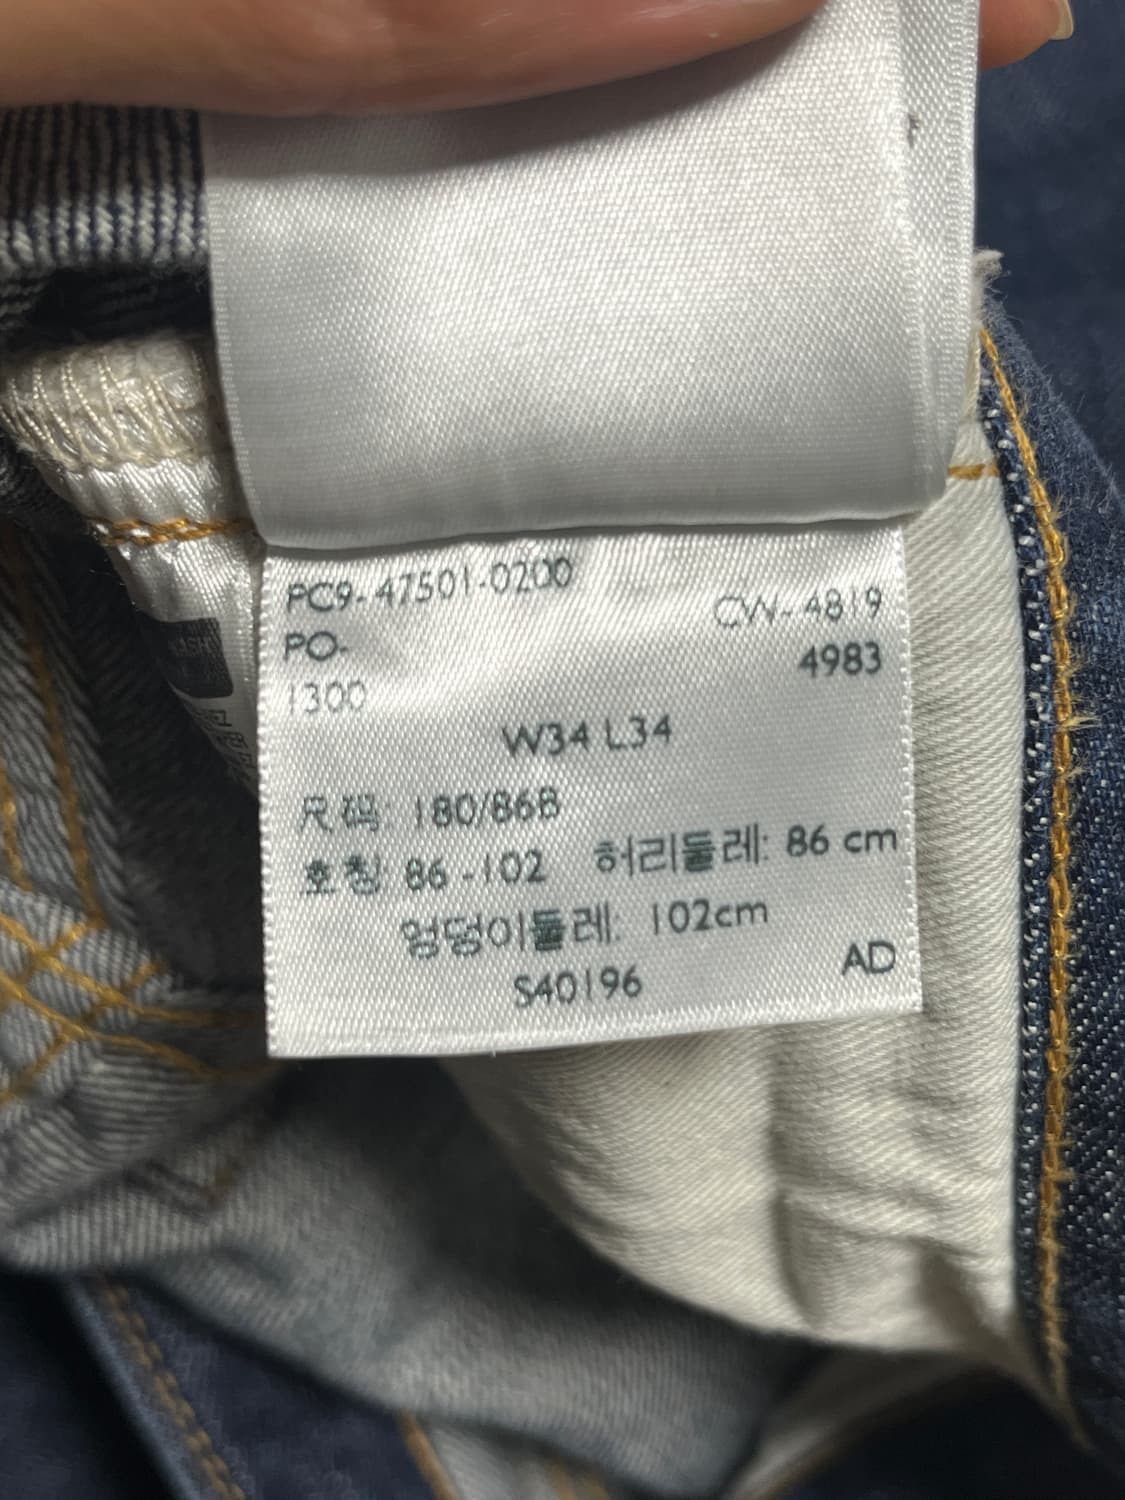 PC9-47501-0200
CW-4819
PO-
4983
1300
W34 L34
尺码: 180/86B
호칭: 86-102 허리둘레: 86 cm
엉덩이둘레: 102cm
S40196
AD